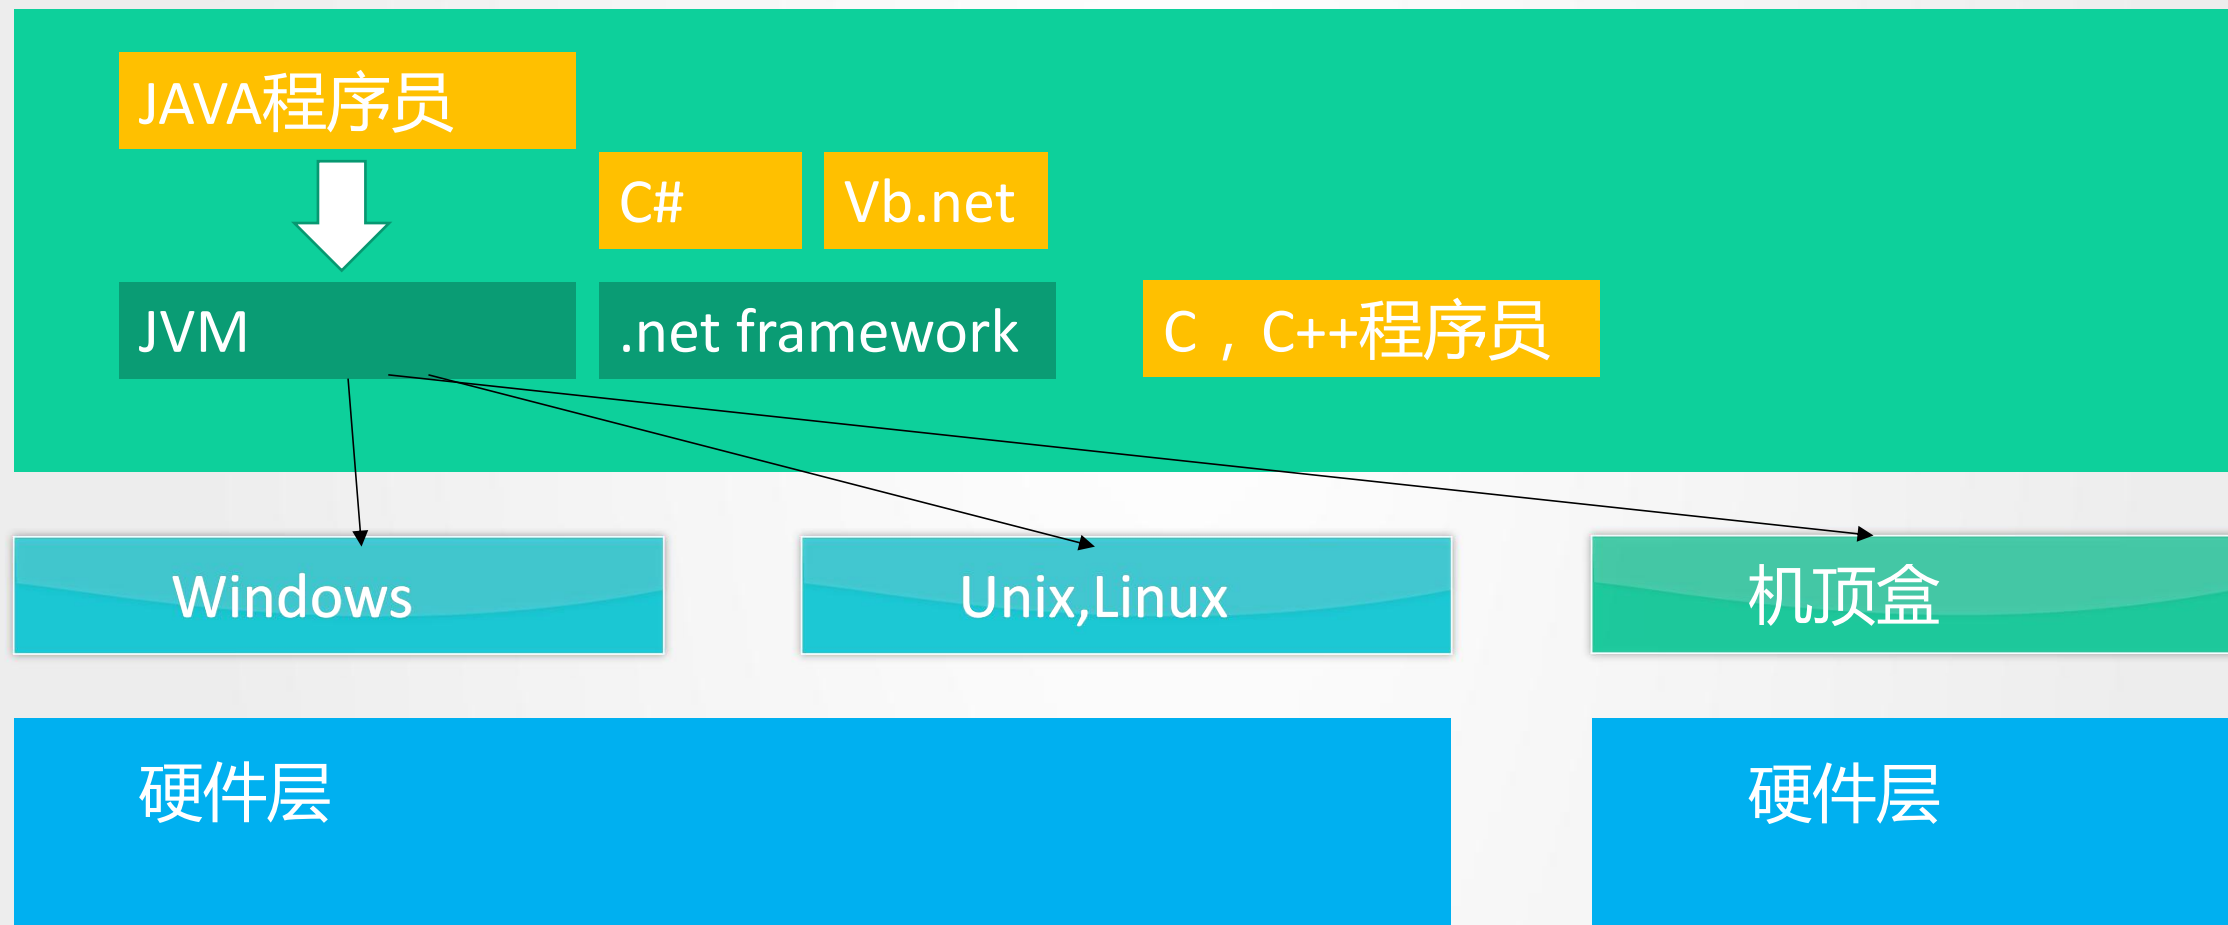 JAVA程序员
C#
Vb.net
JVM
.net framework
C，C++程序员
Windows
Unix,Linux
机顶盒
硬件层
硬件层